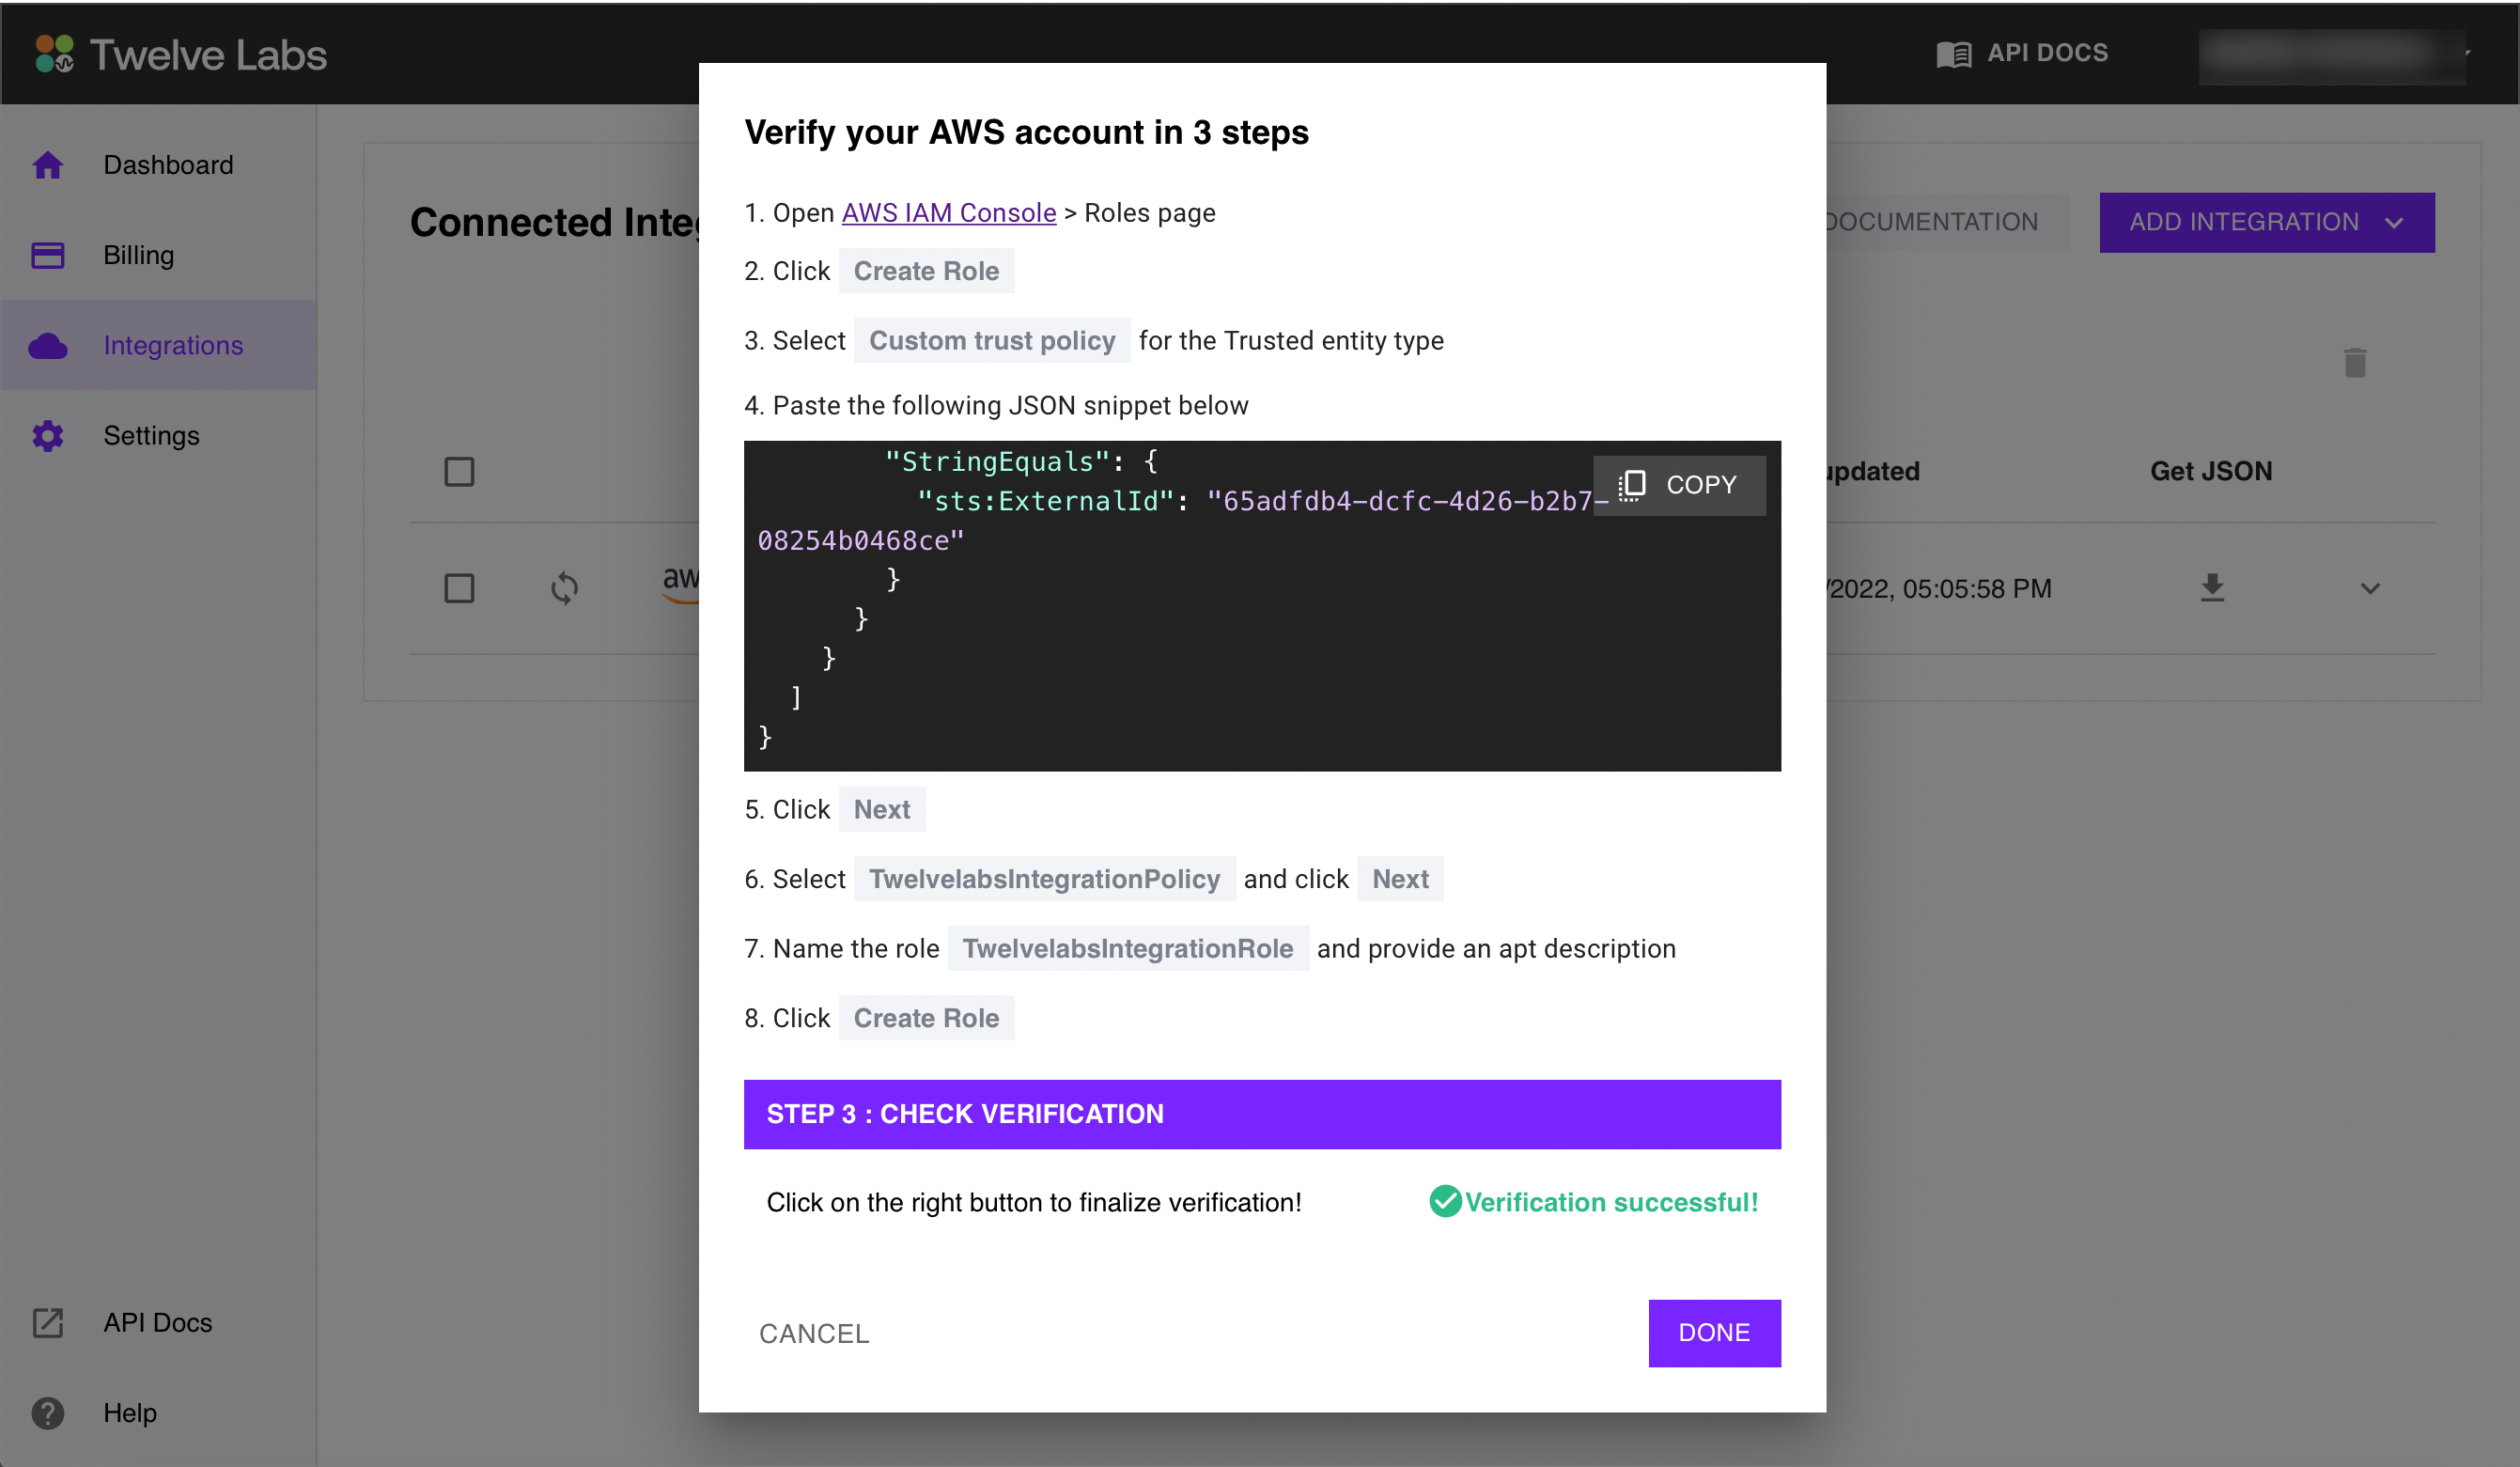 Twelve Labs
API DOCS
Dashboard
Billing
Integrations
Settings
API Docs
Help
Connected Integ
DOCUMENTATION
ADD INTEGRATION
updated
Get JSON
aw
/2022, 05:05:58 PM
Verify your AWS account in 3 steps
1. Open AWS IAM Console > Roles page
2. Click Create Role
3. Select Custom trust policy for the Trusted entity type
4. Paste the following JSON snippet below
COPY
"StringEquals": {
"sts:ExternalId": "65adfdb4-dcfc-4d26-b2b7-
08254b0468ce"
}
}
}
]
}
5. Click Next
6. Select TwelvelabsIntegrationPolicy and click Next
7. Name the role TwelvelabsIntegrationRole and provide an apt description
8. Click Create Role
STEP 3 : CHECK VERIFICATION
Click on the right button to finalize verification!
Verification successful!
CANCEL
DONE